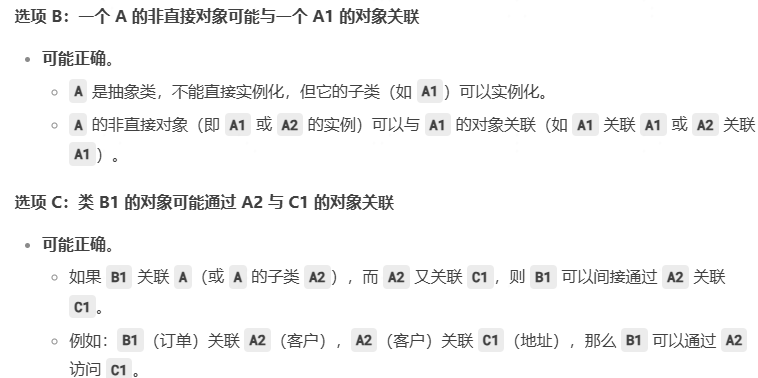 选项 B：一个 A 的非直接对象可能与一个 A1 的对象关联
可能正确。
A 是抽象类，不能直接实例化，但它的子类（如 A1）可以实例化。
A 的非直接对象（即 A1 或 A2 的实例）可以与 A1 的对象关联（如 A1 关联 A1 或 A2 关联
A1）。
选项 C：类 B1 的对象可能通过 A2 与 C1 的对象关联
可能正确。
如果 B1 关联 A（或 A 的子类 A2），而 A2 又关联 C1，则 B1 可以间接通过 A2 关联
C1。
例如：B1（订单）关联 A2（客户），A2（客户）关联 C1（地址），那么 B1 可以通过 A2
访问 C1。